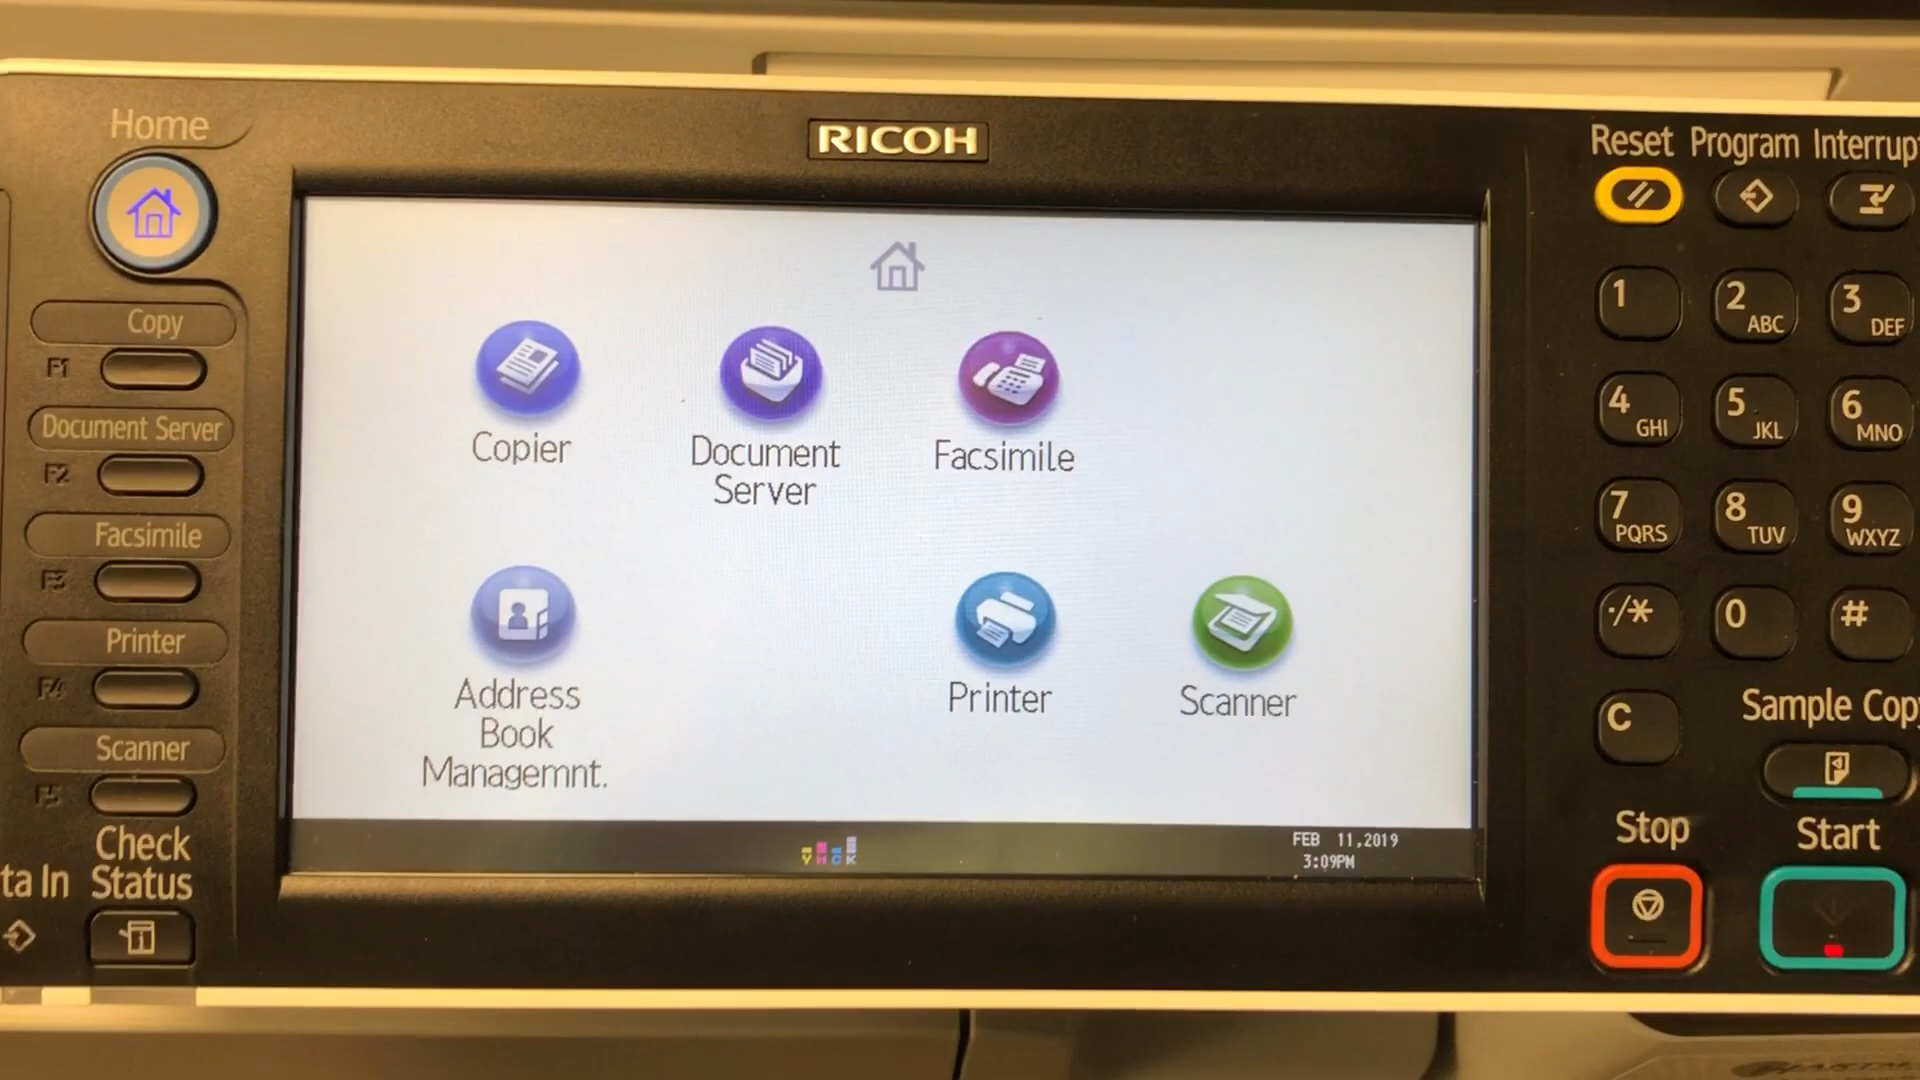 Home
RICOH
Reset Program Interrup
Copy
F1
Document Server
F2
Facsimile
F3
Printer
F4
Scanner
F5
Check
Status
ta In
Copier
Document
Server
Facsimile
Address
Book
Managemnt.
Printer
Scanner
Y M C K
FEB 11,2019
3:09PM
1
2 ABC
3 DEF
4 GHI
5 JKL
6 MNO
7 PQRS
8 TUV
9 WXYZ
·/*
0
#
C
Sample Copy
Stop
Start